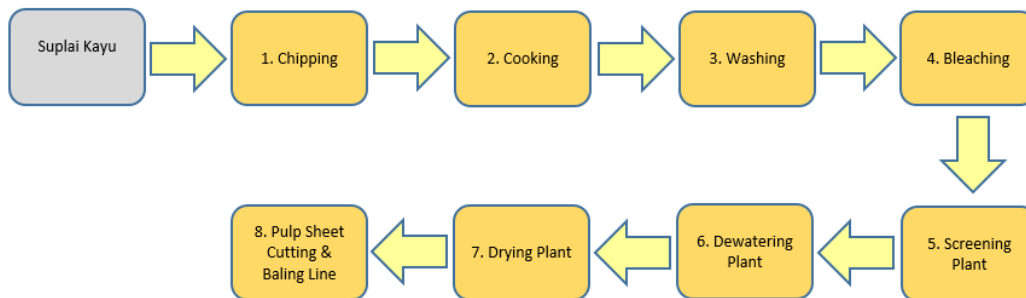 Suplai Kayu
1. Chipping
2. Cooking
3. Washing
4. Bleaching
5. Screening
Plant
6. Dewatering
Plant
7. Drying Plant
8. Pulp Sheet
Cutting &
Baling Line